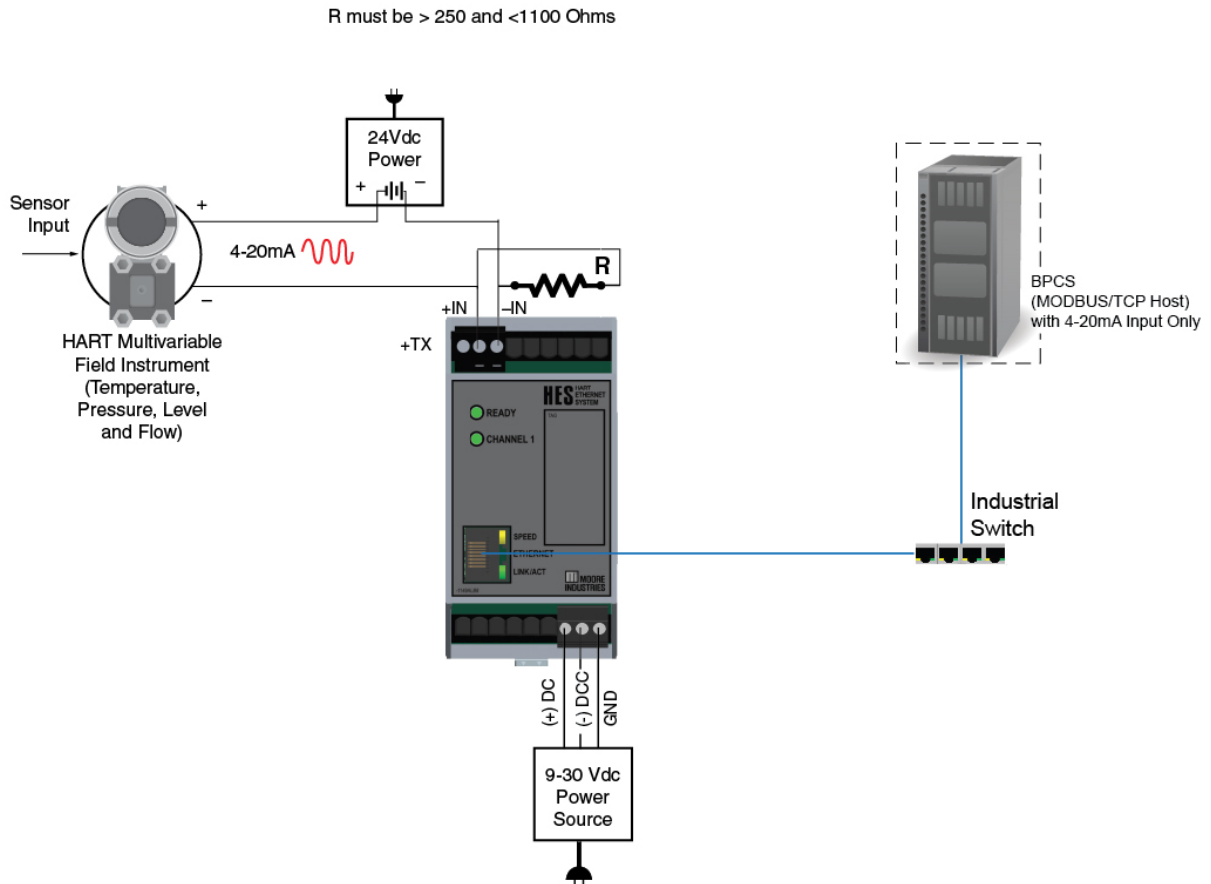 R must be > 250 and <1100 Ohms
24Vdc
Power
+ −
Sensor
Input
+
4-20mA
−
R
+IN
–IN
+TX
HART Multivariable
Field Instrument
(Temperature,
Pressure, Level
and Flow)
HES HART
ETHERNET
SYSTEM
TAG
READY
CHANNEL 1
SPEED
ETHERNET
LINK/ACT
MOORE
INDUSTRIES
BPCS
(MODBUS/TCP Host)
with 4-20mA Input Only
Industrial
Switch
(+) DC
(-) DCC
GND
9-30 Vdc
Power
Source